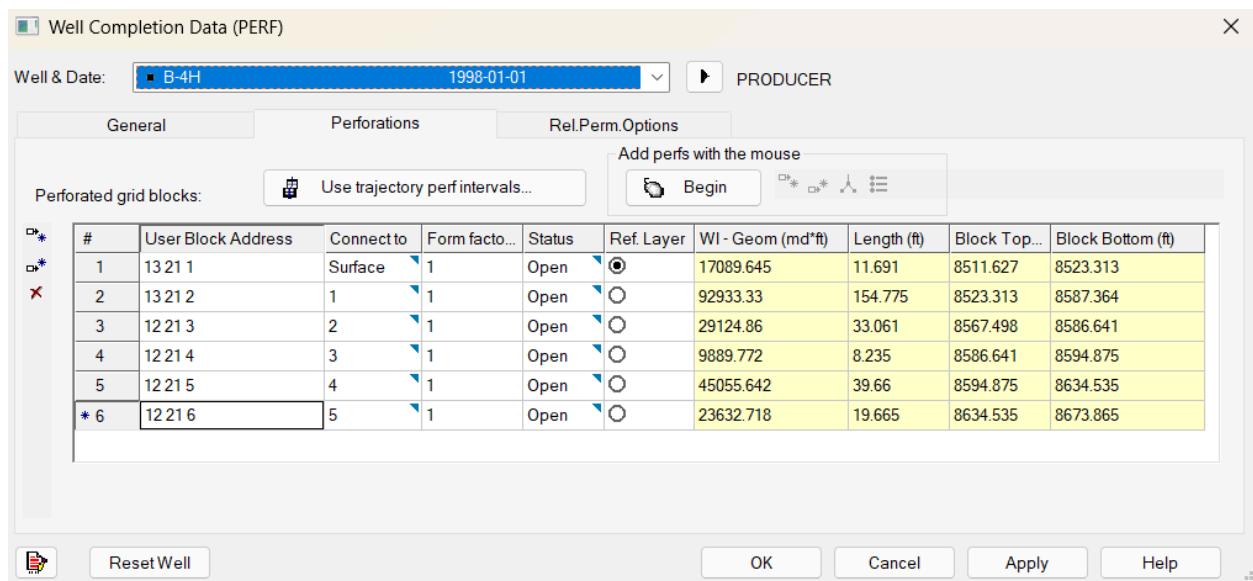 Well Completion Data (PERF)
Well & Date: B-4H 1998-01-01 PRODUCER
General Perforations Rel.Perm.Options
Add perfs with the mouse
Perforated grid blocks: Use trajectory perf intervals... Begin
# User Block Address Connect to Form facto... Status Ref. Layer WI - Geom (md*ft) Length (ft) Block Top... Block Bottom (ft)
1 13 21 1 Surface 1 Open 17089.645 11.691 8511.627 8523.313
2 13 21 2 1 1 Open 92933.33 154.775 8523.313 8587.364
3 12 21 3 2 1 Open 29124.86 33.061 8567.498 8586.641
4 12 21 4 3 1 Open 9889.772 8.235 8586.641 8594.875
5 12 21 5 4 1 Open 45055.642 39.66 8594.875 8634.535
* 6 12 21 6 5 1 Open 23632.718 19.665 8634.535 8673.865
Reset Well OK Cancel Apply Help